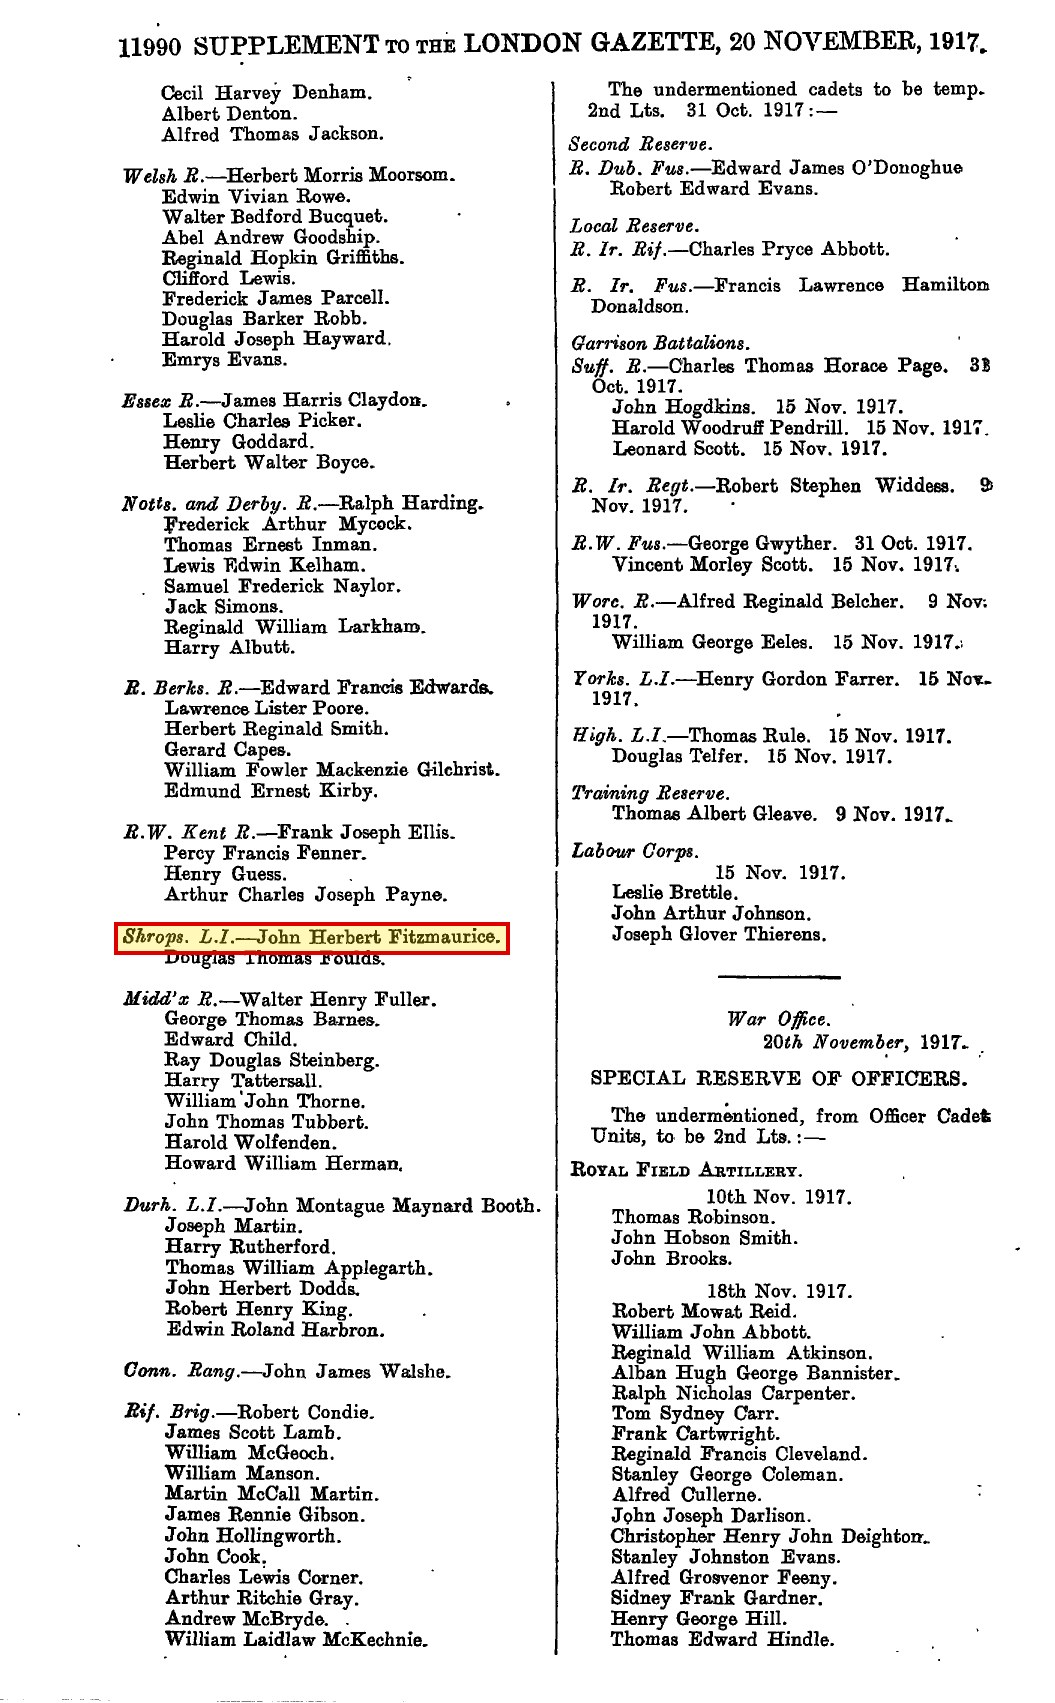 11990 SUPPLEMENT TO THE LONDON GAZETTE, 20 NOVEMBER, 1917.
Cecil Harvey Denham.
Albert Denton.
Alfred Thomas Jackson.
Welsh R.—Herbert Morris Moorsom.
Edwin Vivian Rowe.
Walter Bedford Bucquet.
Abel Andrew Goodship.
Reginald Hopkin Griffiths.
Clifford Lewis.
Frederick James Parcell.
Douglas Barker Robb.
Harold Joseph Hayward.
Emrys Evans.
Essex R.—James Harris Claydon.
Leslie Charles Picker.
Henry Goddard.
Herbert Walter Boyce.
Notts. and Derby. R.—Ralph Harding.
Frederick Arthur Mycock.
Thomas Ernest Inman.
Lewis Edwin Kelham.
Samuel Frederick Naylor.
Jack Simons.
Reginald William Larkham.
Harry Albutt.
R. Berks. R.—Edward Francis Edwards.
Lawrence Lister Poore.
Herbert Reginald Smith.
Gerard Capes.
William Fowler Mackenzie Gilchrist.
Edmund Ernest Kirby.
R.W. Kent R.—Frank Joseph Ellis.
Percy Francis Fenner.
Henry Guess.
Arthur Charles Joseph Payne.
Shrops. L.I.—John Herbert Fitzmaurice.
Douglas Thomas Foulds.
Midd'x R.—Walter Henry Fuller.
George Thomas Barnes.
Edward Child.
Ray Douglas Steinberg.
Harry Tattersall.
William John Thorne.
John Thomas Tubbert.
Harold Wolfenden.
Howard William Herman.
Durh. L.I.—John Montague Maynard Booth.
Joseph Martin.
Harry Rutherford.
Thomas William Applegarth.
John Herbert Dodds.
Robert Henry King.
Edwin Roland Harbron.
Conn. Rang.—John James Walshe.
Rif. Brig.—Robert Condie.
James Scott Lamb.
William McGeoch.
William Manson.
Martin McCall Martin.
James Rennie Gibson.
John Hollingworth.
John Cook.
Charles Lewis Corner.
Arthur Ritchie Gray.
Andrew McBryde.
William Laidlaw McKechnie.
The undermentioned cadets to be temp.
2nd Lts. 31 Oct. 1917:—
Second Reserve.
R. Dub. Fus.—Edward James O'Donoghue
Robert Edward Evans.
Local Reserve.
R. Ir. Rif.—Charles Pryce Abbott.
R. Ir. Fus.—Francis Lawrence Hamilton
Donaldson.
Garrison Battalions.
Suff. R.—Charles Thomas Horace Page. 31
Oct. 1917.
John Hogdkins. 15 Nov. 1917.
Harold Woodruff Pendrill. 15 Nov. 1917.
Leonard Scott. 15 Nov. 1917.
R. Ir. Regt.—Robert Stephen Widdess. 9
Nov. 1917.
R.W. Fus.—George Gwyther. 31 Oct. 1917.
Vincent Morley Scott. 15 Nov. 1917.
Worc. R.—Alfred Reginald Belcher. 9 Nov.
1917.
William George Eeles. 15 Nov. 1917.
Yorks. L.I.—Henry Gordon Farrer. 15 Nov.
1917.
High. L.I.—Thomas Rule. 15 Nov. 1917.
Douglas Telfer. 15 Nov. 1917.
Training Reserve.
Thomas Albert Gleave. 9 Nov. 1917.
Labour Corps.
15 Nov. 1917.
Leslie Brettle.
John Arthur Johnson.
Joseph Glover Thierens.
War Office.
20th November, 1917.
SPECIAL RESERVE OF OFFICERS.
The undermentioned, from Officer Cadet
Units, to be 2nd Lts.:—
ROYAL FIELD ARTILLERY.
10th Nov. 1917.
Thomas Robinson.
John Hobson Smith.
John Brooks.
18th Nov. 1917.
Robert Mowat Reid.
William John Abbott.
Reginald William Atkinson.
Alban Hugh George Bannister.
Ralph Nicholas Carpenter.
Tom Sydney Carr.
Frank Cartwright.
Reginald Francis Cleveland.
Stanley George Coleman.
Alfred Cullerne.
John Joseph Darlison.
Christopher Henry John Deighton.
Stanley Johnston Evans.
Alfred Grosvenor Feeny.
Sidney Frank Gardner.
Henry George Hill.
Thomas Edward Hindle.